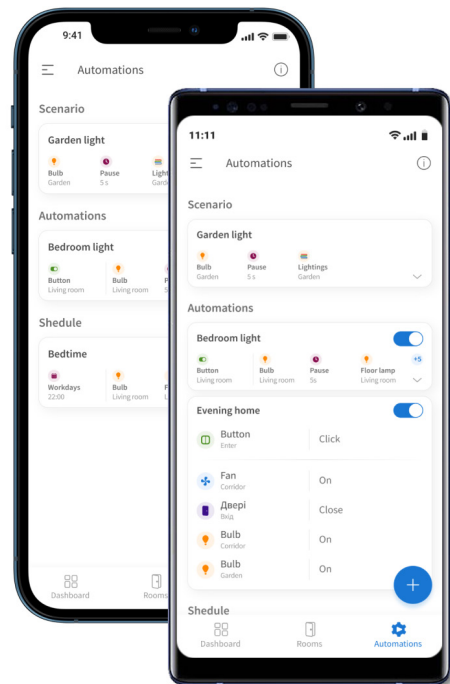 9:41
Automations
Scenario
Garden light
Bulb
Pause
Light
Garden
5 s
Automations
Bedroom light
Button
Bulb
Living room
Living room
Shedule
Bedtime
Workdays
Bulb
22:00
Living room
Dashboard
Rooms
11:11
Automations
Scenario
Garden light
Bulb
Pause
Lightings
Garden
5 s
Garden
Automations
Bedroom light
+5
Button
Bulb
Pause
Floor lamp
Living room
Living room
5s
Living room
Evening home
Button
Click
Enter
Fan
On
Corridor
Двері
Close
Вхід
Bulb
On
Corridor
Bulb
On
Garden
Shedule
Dashboard
Rooms
Automations